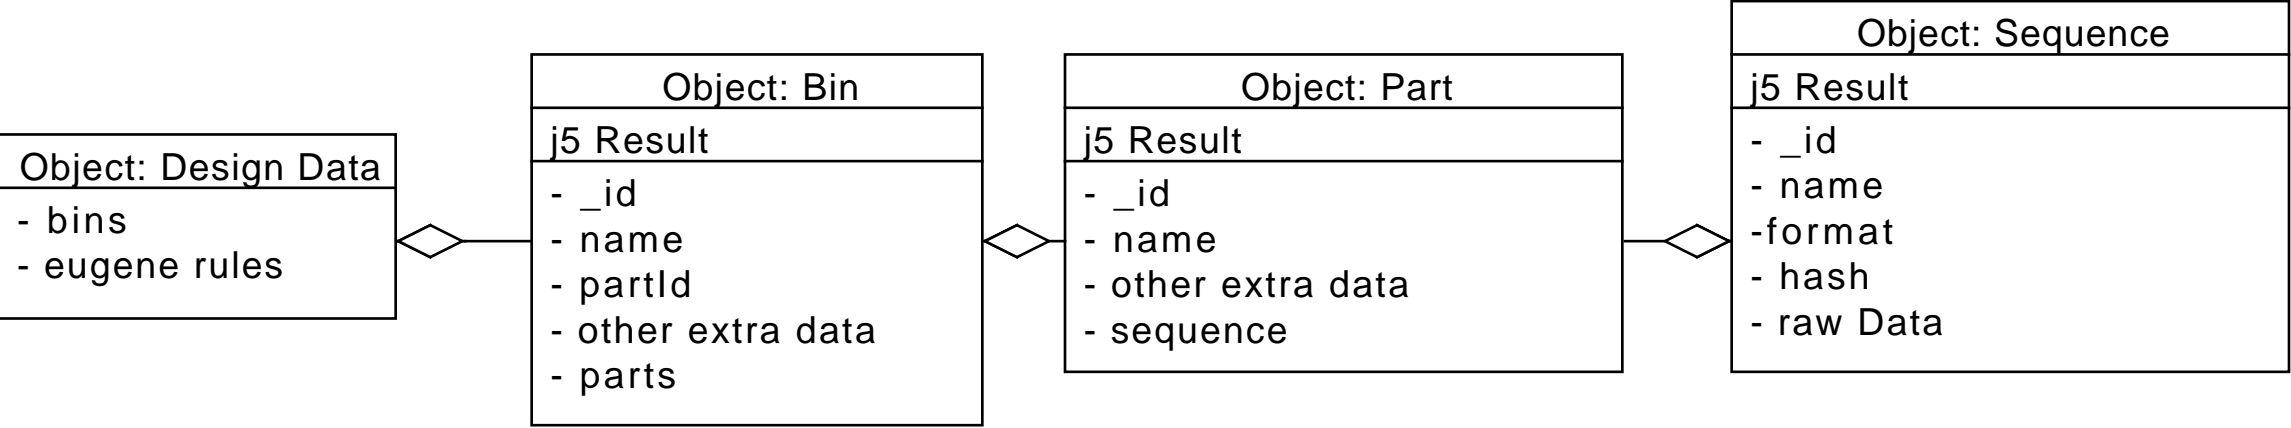 Object: Design Data
- bins
- eugene rules
Object: Bin
j5 Result
- _id
- name
- partId
- other extra data
- parts
Object: Part
j5 Result
- _id
- name
- other extra data
- sequence
Object: Sequence
j5 Result
- _id
- name
-format
- hash
- raw Data